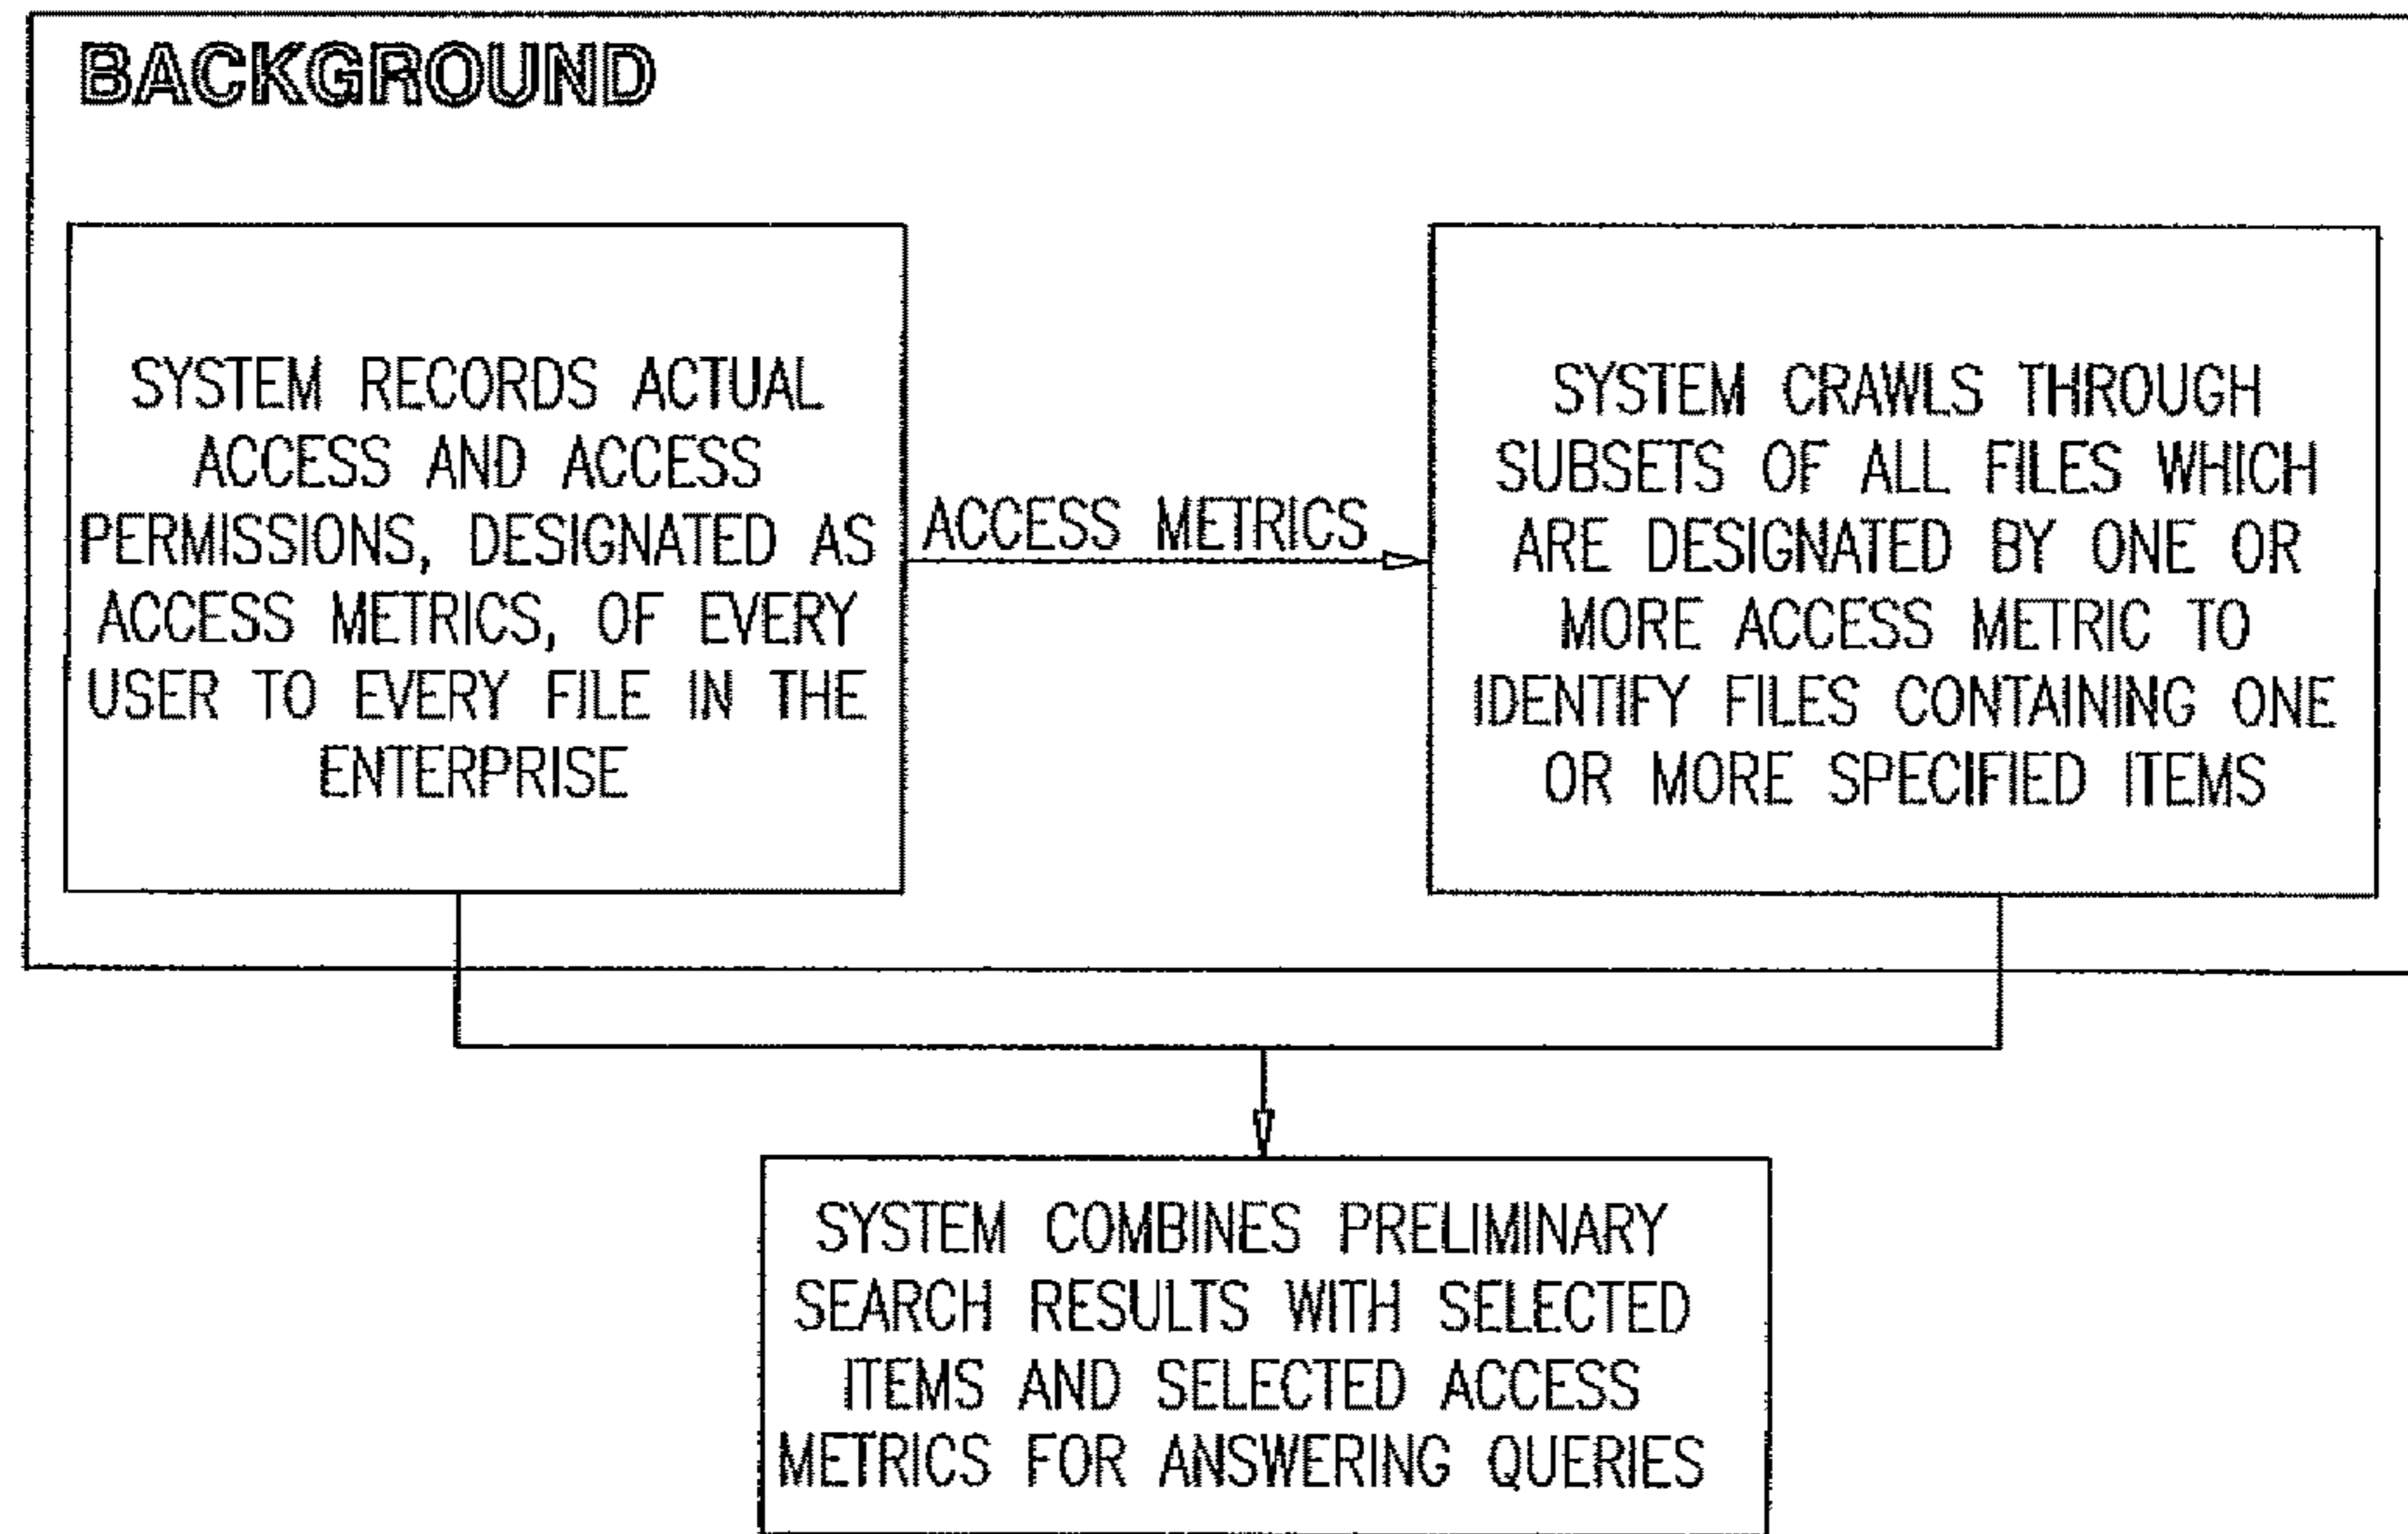 BACKGROUND
SYSTEM RECORDS ACTUAL
ACCESS AND ACCESS
PERMISSIONS, DESIGNATED AS
ACCESS METRICS, OF EVERY
USER TO EVERY FILE IN THE
ENTERPRISE
ACCESS METRICS
SYSTEM CRAWLS THROUGH
SUBSETS OF ALL FILES WHICH
ARE DESIGNATED BY ONE OR
MORE ACCESS METRIC TO
IDENTIFY FILES CONTAINING ONE
OR MORE SPECIFIED ITEMS
SYSTEM COMBINES PRELIMINARY
SEARCH RESULTS WITH SELECTED
ITEMS AND SELECTED ACCESS
METRICS FOR ANSWERING QUERIES